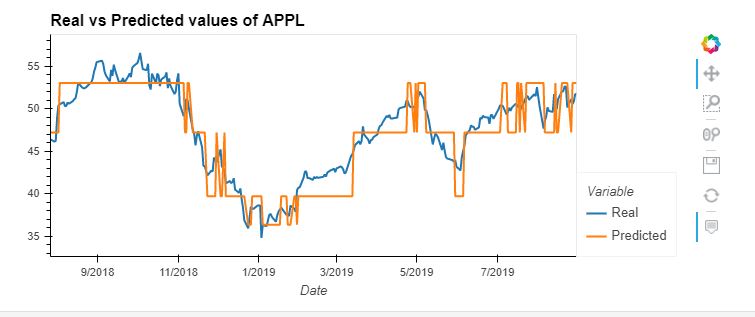 Real vs Predicted values of APPL
55
50
45
40
35
9/2018 11/2018 1/2019 3/2019 5/2019 7/2019
Date
Variable
Real
Predicted